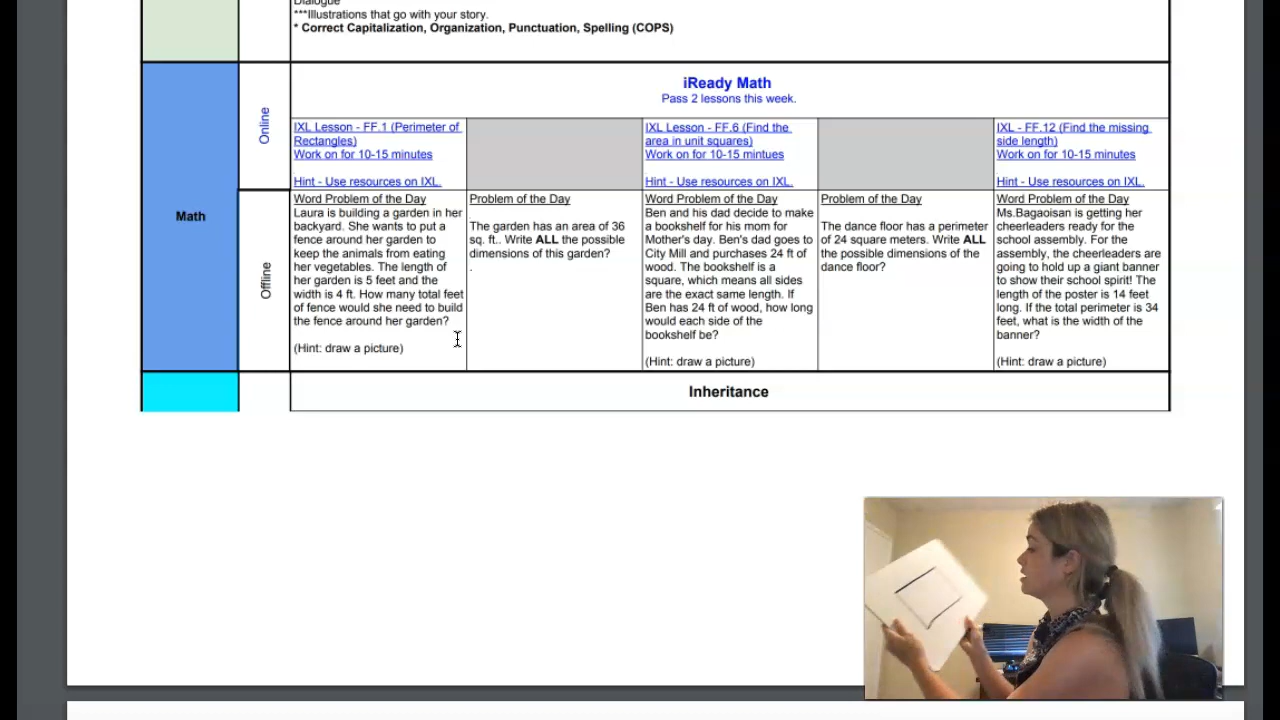 Dialogue
***Illustrations that go with your story.
* Correct Capitalization, Organization, Punctuation, Spelling (COPS)
Math
Online
iReady Math
Pass 2 lessons this week.
IXL Lesson - FF.1 (Perimeter of
Rectangles)
Work on for 10-15 minutes
Hint - Use resources on IXL.
IXL Lesson - FF.6 (Find the
area in unit squares)
Work on for 10-15 mintues
Hint - Use resources on IXL.
IXL - FF.12 (Find the missing
side length)
Work on for 10-15 minutes
Hint - Use resources on IXL.
Offline
Word Problem of the Day
Laura is building a garden in her
backyard. She wants to put a
fence around her garden to
keep the animals from eating
her vegetables. The length of
her garden is 5 feet and the
width is 4 ft. How many total feet
of fence would she need to build
the fence around her garden?
(Hint: draw a picture)
Problem of the Day
The garden has an area of 36
sq. ft.. Write ALL the possible
dimensions of this garden?
.
Word Problem of the Day
Ben and his dad decide to make
a bookshelf for his mom for
Mother's day. Ben's dad goes to
City Mill and purchases 24 ft of
wood. The bookshelf is a
square, which means all sides
are the exact same length. If
Ben has 24 ft of wood, how long
would each side of the
bookshelf be?
(Hint: draw a picture)
Problem of the Day
The dance floor has a perimeter
of 24 square meters. Write ALL
the possible dimensions of the
dance floor?
Word Problem of the Day
Ms.Bagaoisan is getting her
cheerleaders ready for the
school assembly. For the
assembly, the cheerleaders are
going to hold up a giant banner
to show their school spirit! The
length of the poster is 14 feet
long. If the total perimeter is 34
feet, what is the width of the
banner?
(Hint: draw a picture)
Inheritance